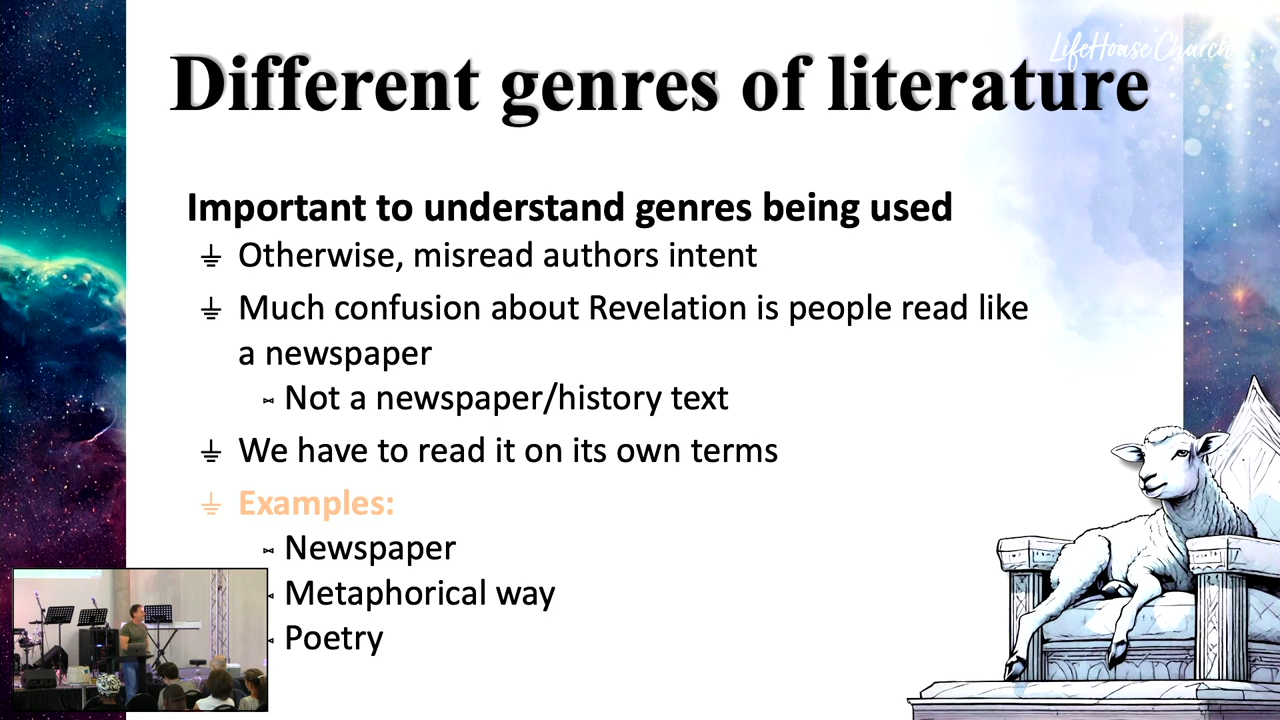 LifeHouse Church
Different genres of literature
Important to understand genres being used
Otherwise, misread authors intent
Much confusion about Revelation is people read like
a newspaper
Not a newspaper/history text
We have to read it on its own terms
Examples:
Newspaper
Metaphorical way
Poetry